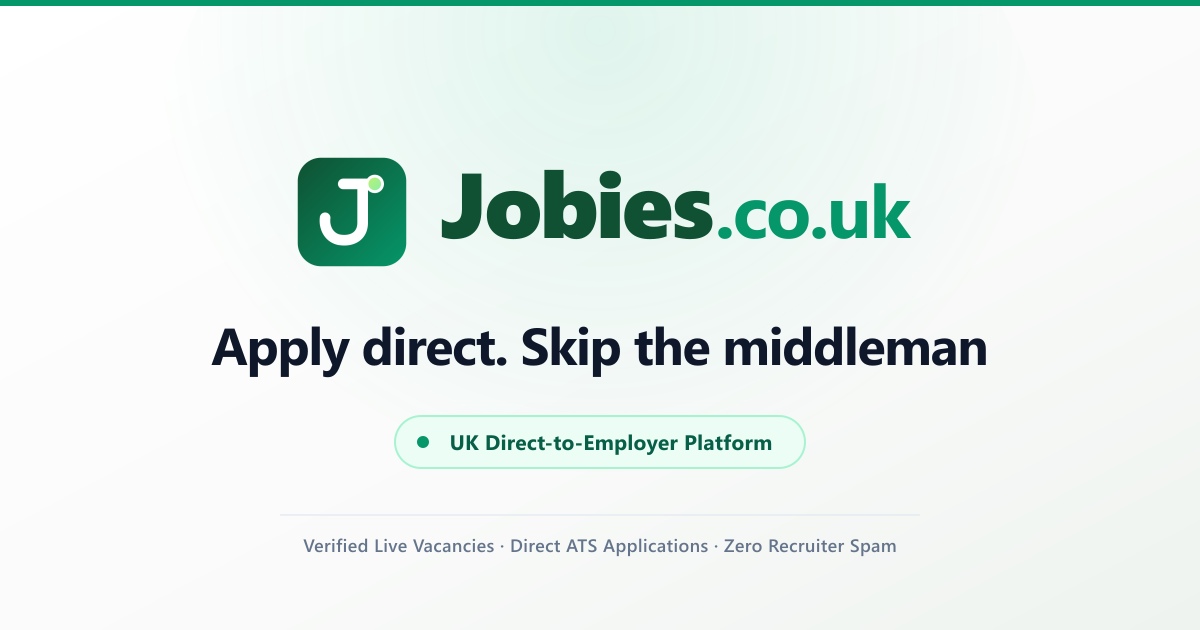 J
Jobies.co.uk
Apply direct. Skip the middleman
UK Direct-to-Employer Platform
Verified Live Vacancies · Direct ATS Applications · Zero Recruiter Spam